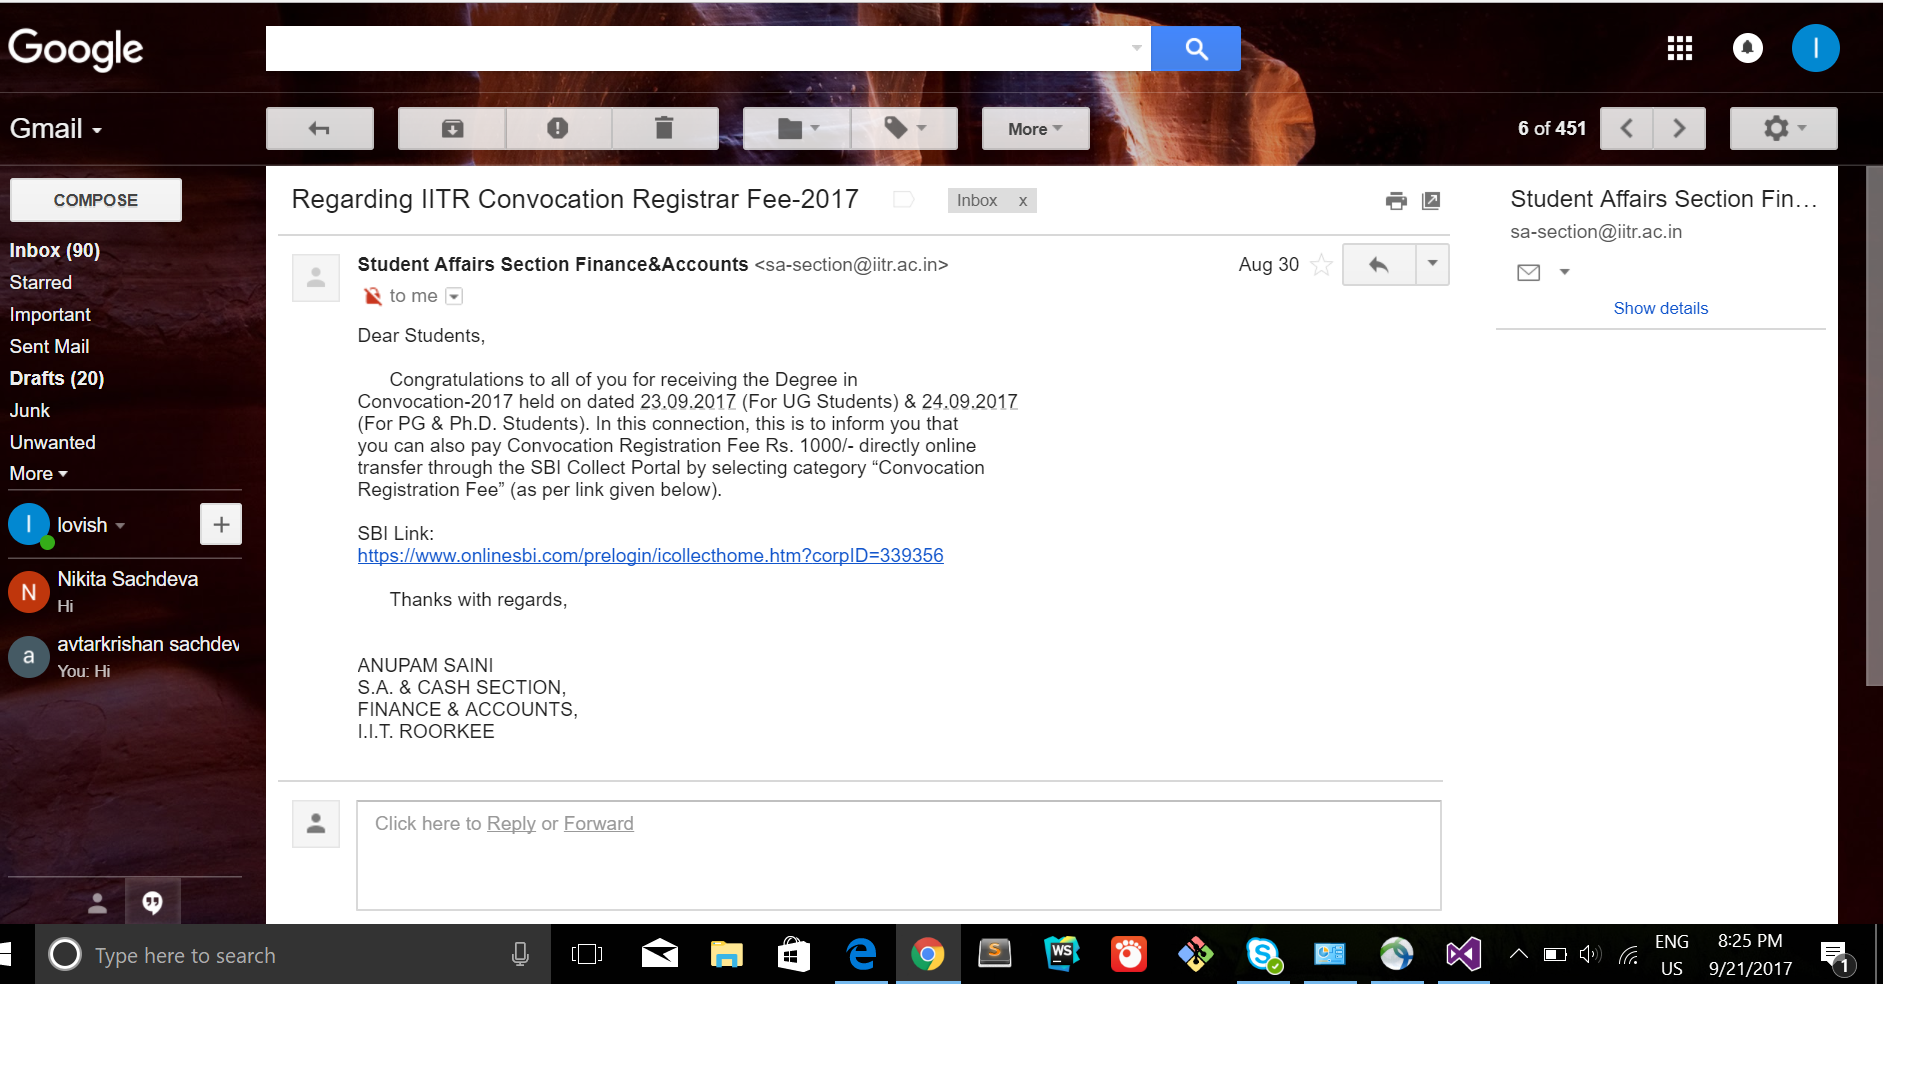 Google
Gmail
More
6 of 451
COMPOSE
Inbox (90)
Starred
Important
Sent Mail
Drafts (20)
Junk
Unwanted
More
lovish
Nikita Sachdeva
Hi
avtarkrishan sachdev
You: Hi
Regarding IITR Convocation Registrar Fee-2017
Inbox x
Student Affairs Section Finance&Accounts <sa-section@iitr.ac.in>
Aug 30
to me
Dear Students,
Congratulations to all of you for receiving the Degree in
Convocation-2017 held on dated 23.09.2017 (For UG Students) & 24.09.2017
(For PG & Ph.D. Students). In this connection, this is to inform you that
you can also pay Convocation Registration Fee Rs. 1000/- directly online
transfer through the SBI Collect Portal by selecting category “Convocation
Registration Fee” (as per link given below).
SBI Link:
https://www.onlinesbi.com/prelogin/icollecthome.htm?corpID=339356
Thanks with regards,
ANUPAM SAINI
S.A. & CASH SECTION,
FINANCE & ACCOUNTS,
I.I.T. ROORKEE
Click here to Reply or Forward
Student Affairs Section Fin...
sa-section@iitr.ac.in
Show details
Type here to search
ENG
US
8:25 PM
9/21/2017
1